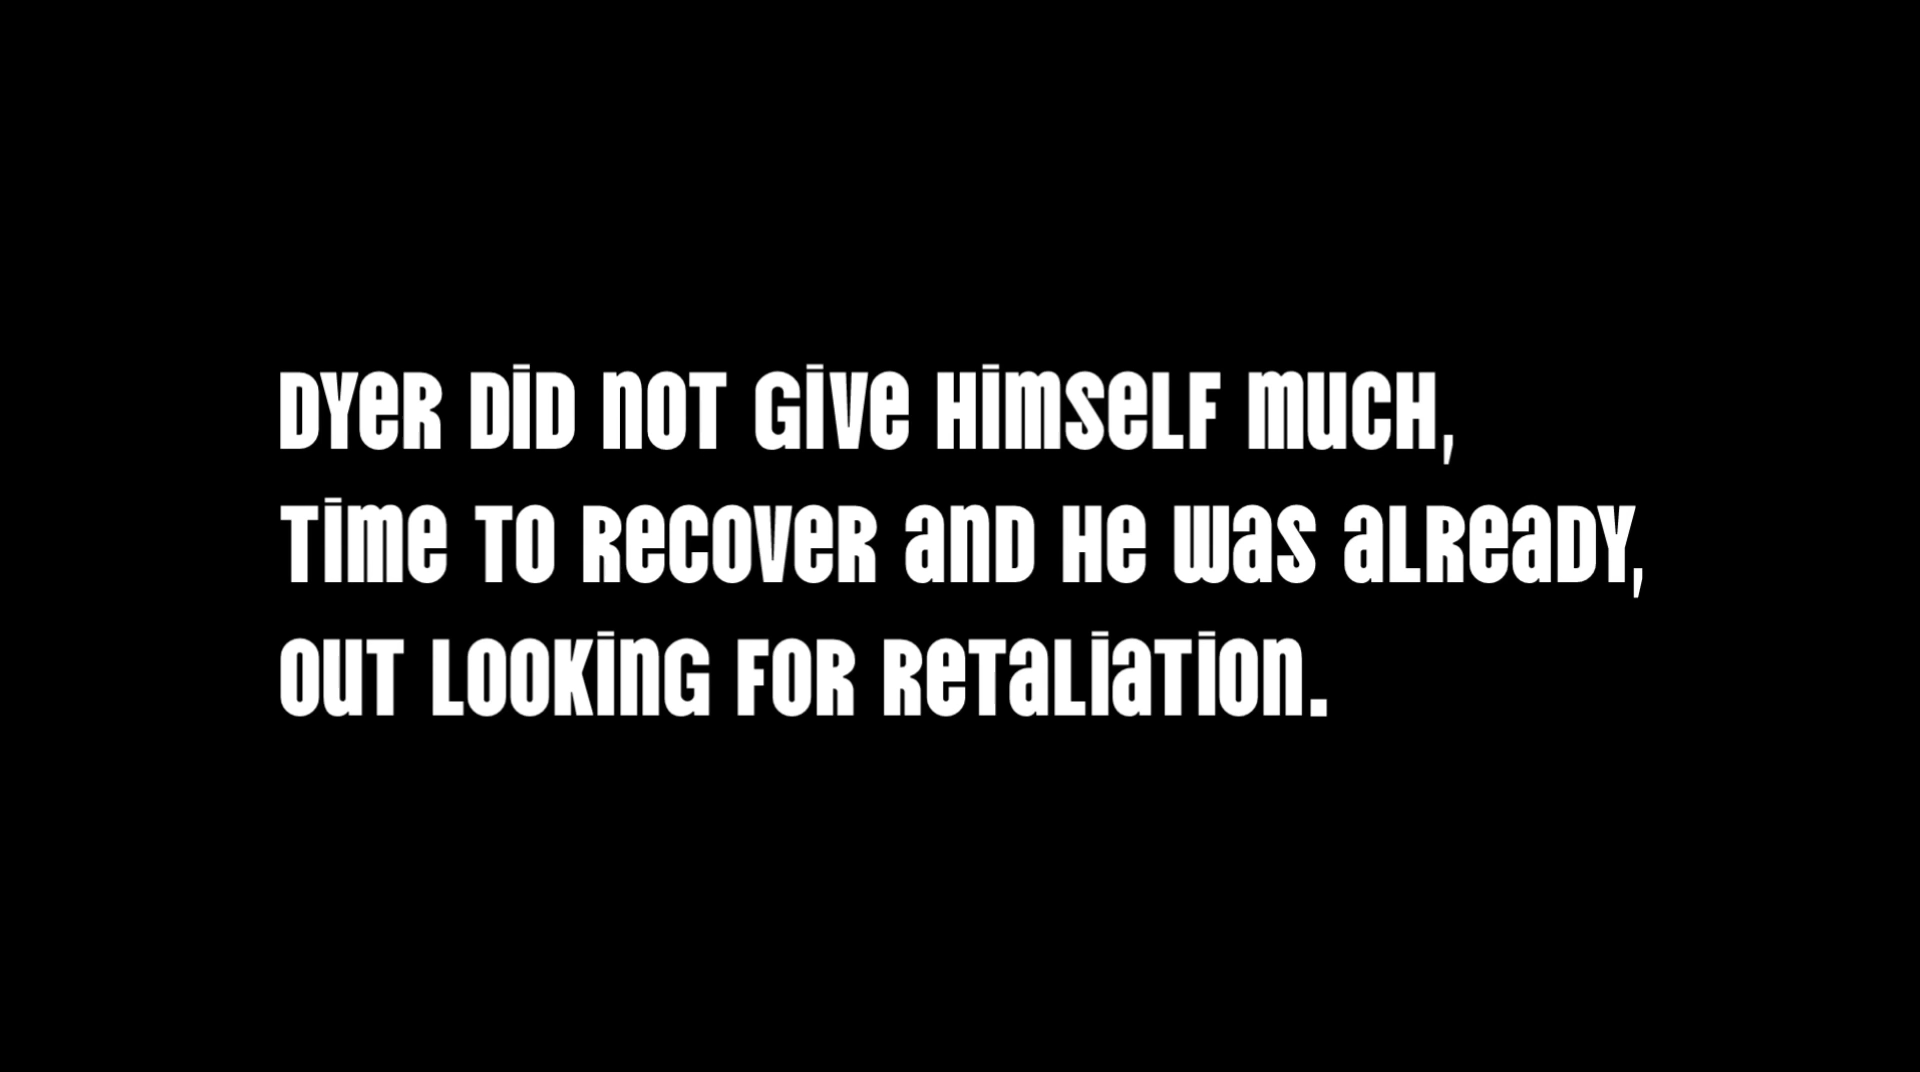 Dyer did not give himself much,
time to recover and he was already,
out looking for retaliation.